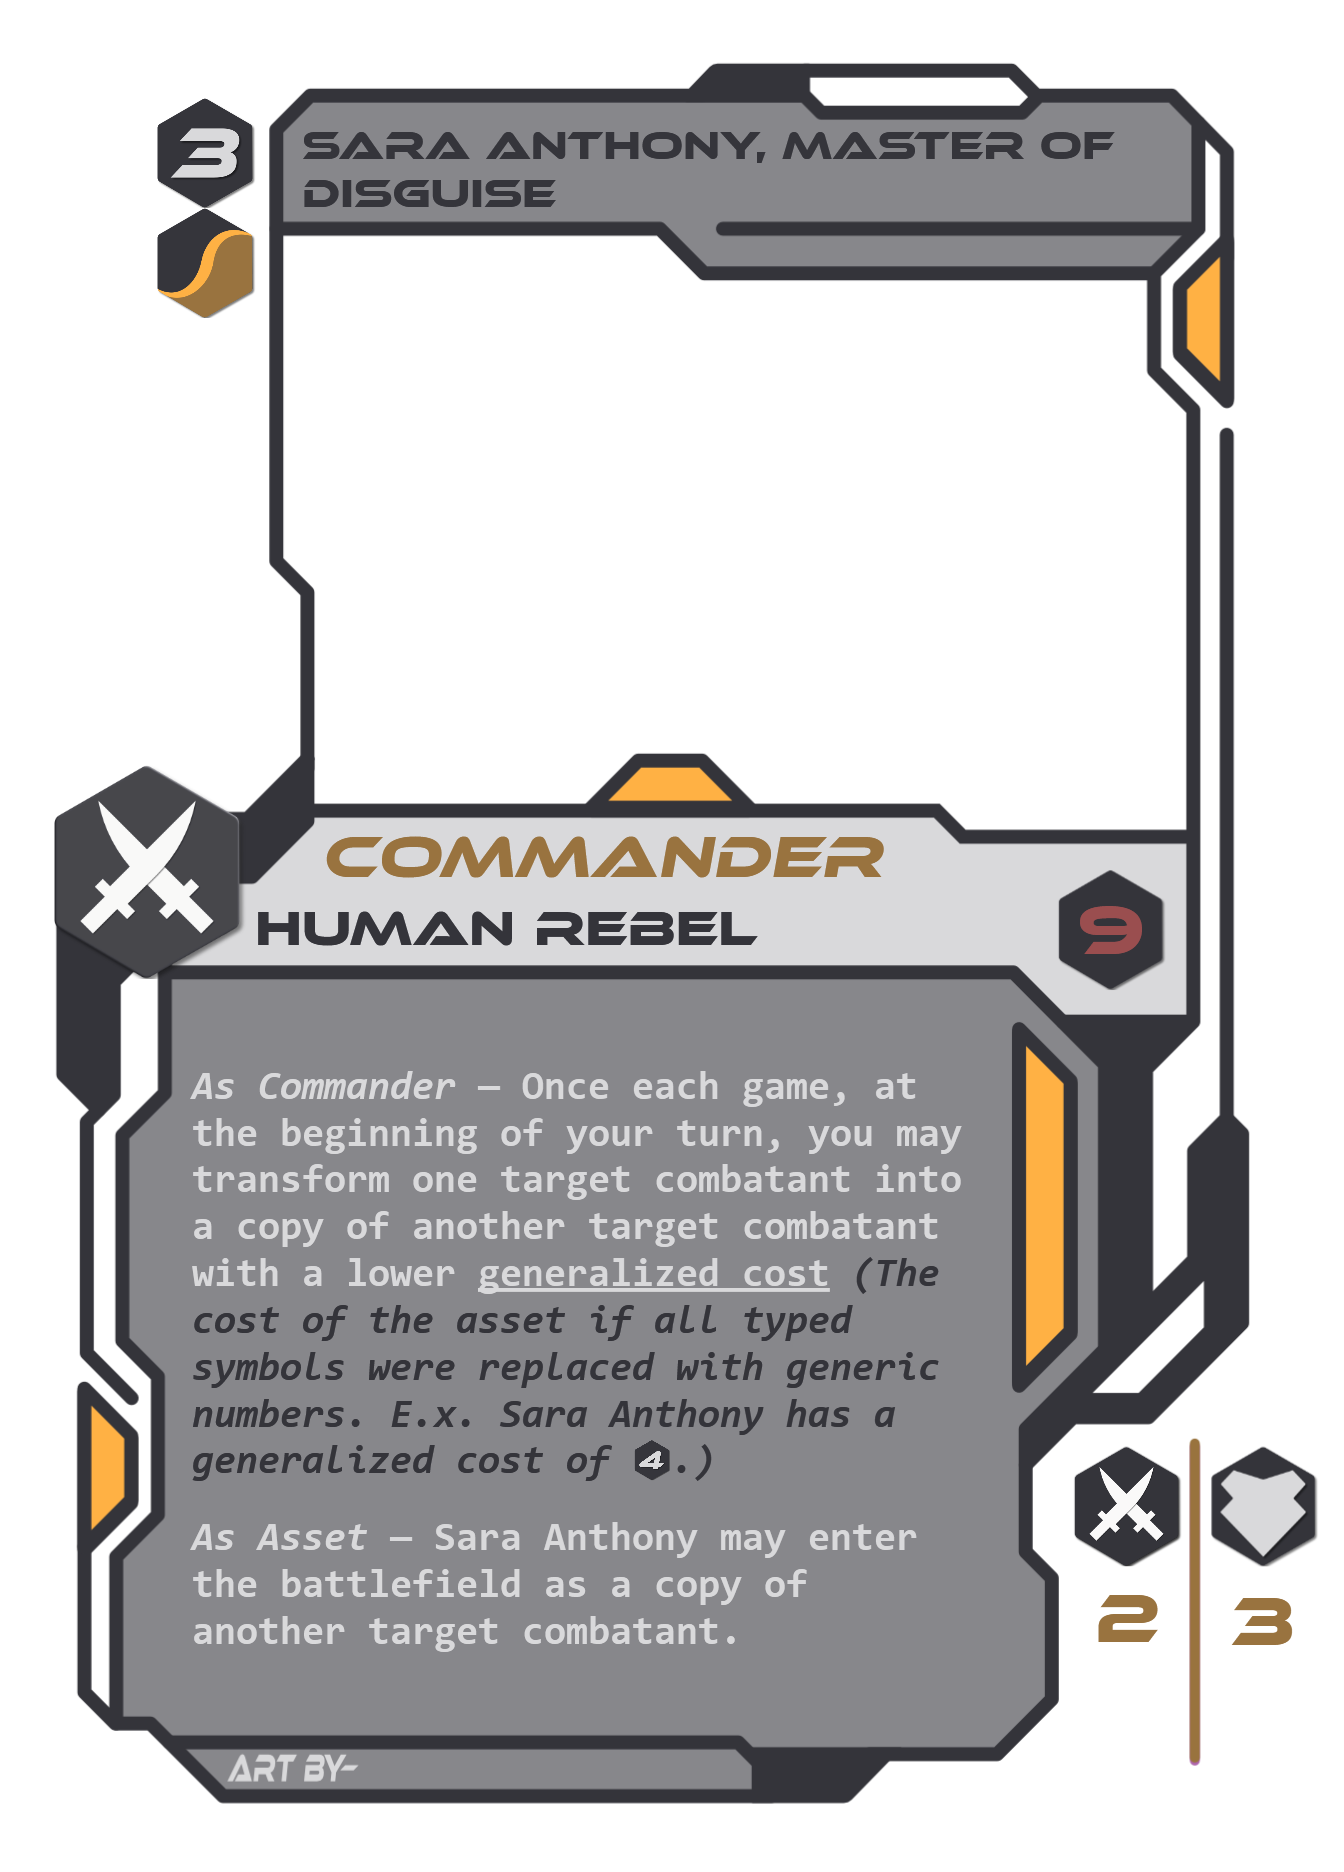 3
SARA ANTHONY, MASTER OF
DISGUISE
COMMANDER
HUMAN REBEL
9
As Commander — Once each game, at
the beginning of your turn, you may
transform one target combatant into
a copy of another target combatant
with a lower generalized cost (The
cost of the asset if all typed
symbols were replaced with generic
numbers. E.x. Sara Anthony has a
generalized cost of 4.)
As Asset — Sara Anthony may enter
the battlefield as a copy of
another target combatant.
2
3
ART BY-